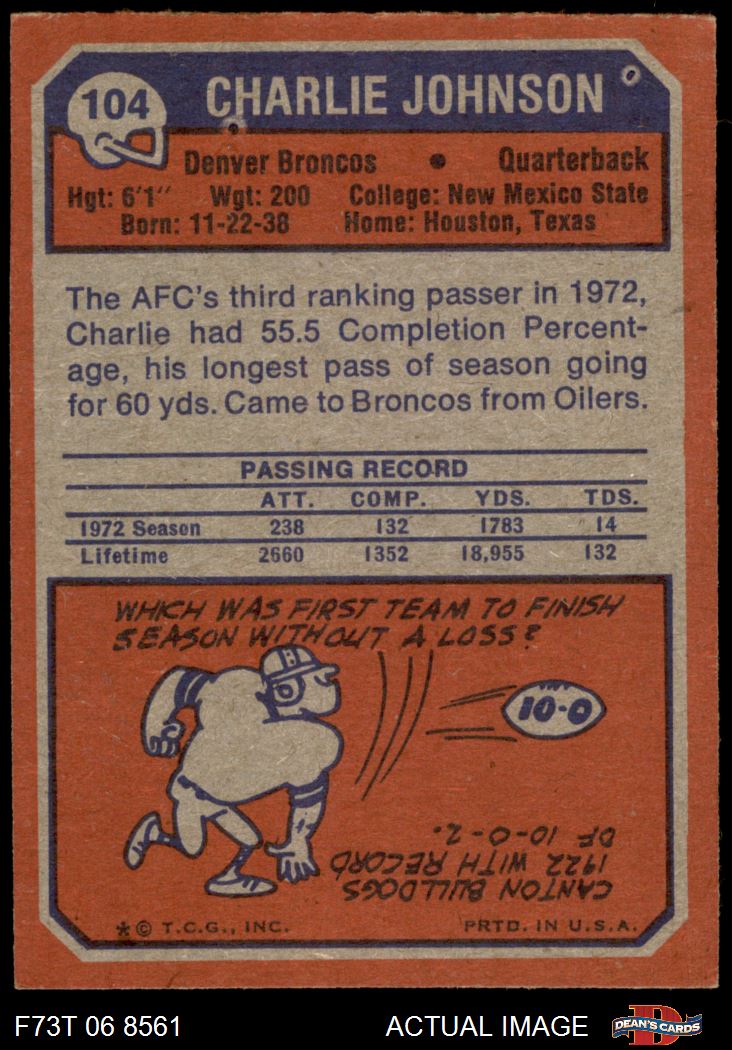 104
CHARLIE JOHNSON
Denver Broncos • Quarterback
Hgt: 6'1" Wgt: 200 College: New Mexico State
Born: 11-22-38 Home: Houston, Texas
The AFC's third ranking passer in 1972,
Charlie had 55.5 Completion Percent-
age, his longest pass of season going
for 60 yds. Came to Broncos from Oilers.
PASSING RECORD
ATT. COMP. YDS. TDS.
1972 Season 238 132 1783 14
Lifetime 2660 1352 18,955 132
WHICH WAS FIRST TEAM TO FINISH
SEASON WITHOUT A LOSS?
10-0
CANTON BULLDOGS
1922 WITH RECORD
OF 10-0-2.
* © T.C.G., INC. PRTD. IN U.S.A.
F73T 06 8561 ACTUAL IMAGE D DEAN'S CARDS